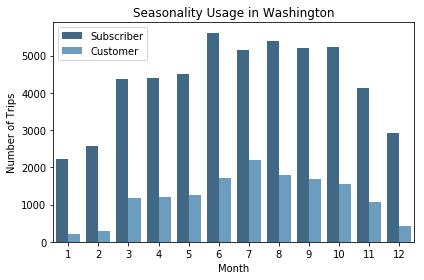 Seasonality Usage in Washington
Subscriber
Customer
Number of Trips
5000
4000
3000
2000
1000
0
1 2 3 4 5 6 7 8 9 10 11 12
Month